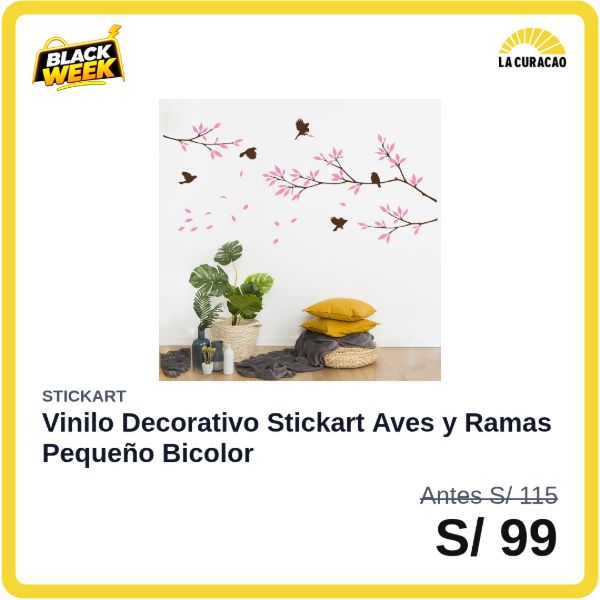 BLACK
WEEK
LA CURACAO
STICKART
Vinilo Decorativo Stickart Aves y Ramas
Pequeño Bicolor
Antes S/ 115
S/ 99